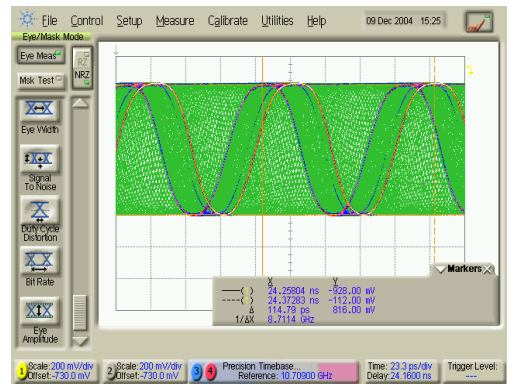 File Control Setup Measure Calibrate Utilities Help 09 Dec 2004 15:25
Eye/Mask Mode
Eye Meas
RZ
NRZ
Msk Test
Eye Width
Signal To Noise
Duty Cycle Distortion
Bit Rate
Eye Amplitude
Markers
X Y
24.25804 ns -928.00 mV
24.37283 ns -112.00 mV
Δ 114.79 ps 816.00 mV
1/ΔX 8.7114 GHz
1 Scale:200 mV/div Offset:-730.0 mV
2 Scale:200 mV/div Offset:-730.0 mV
3 4 Precision Timebase... Reference: 10.70900 GHz
Time: 23.3 ps/div Delay:24.1600 ns
Trigger Level: ---